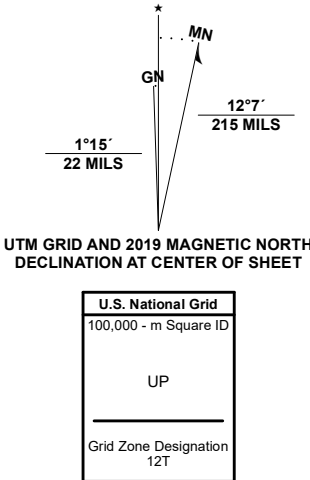 ★
MN
GN
12°7´
215 MILS
1°15´
22 MILS
UTM GRID AND 2019 MAGNETIC NORTH
DECLINATION AT CENTER OF SHEET
U.S. National Grid
100,000 - m Square ID
UP
Grid Zone Designation
12T